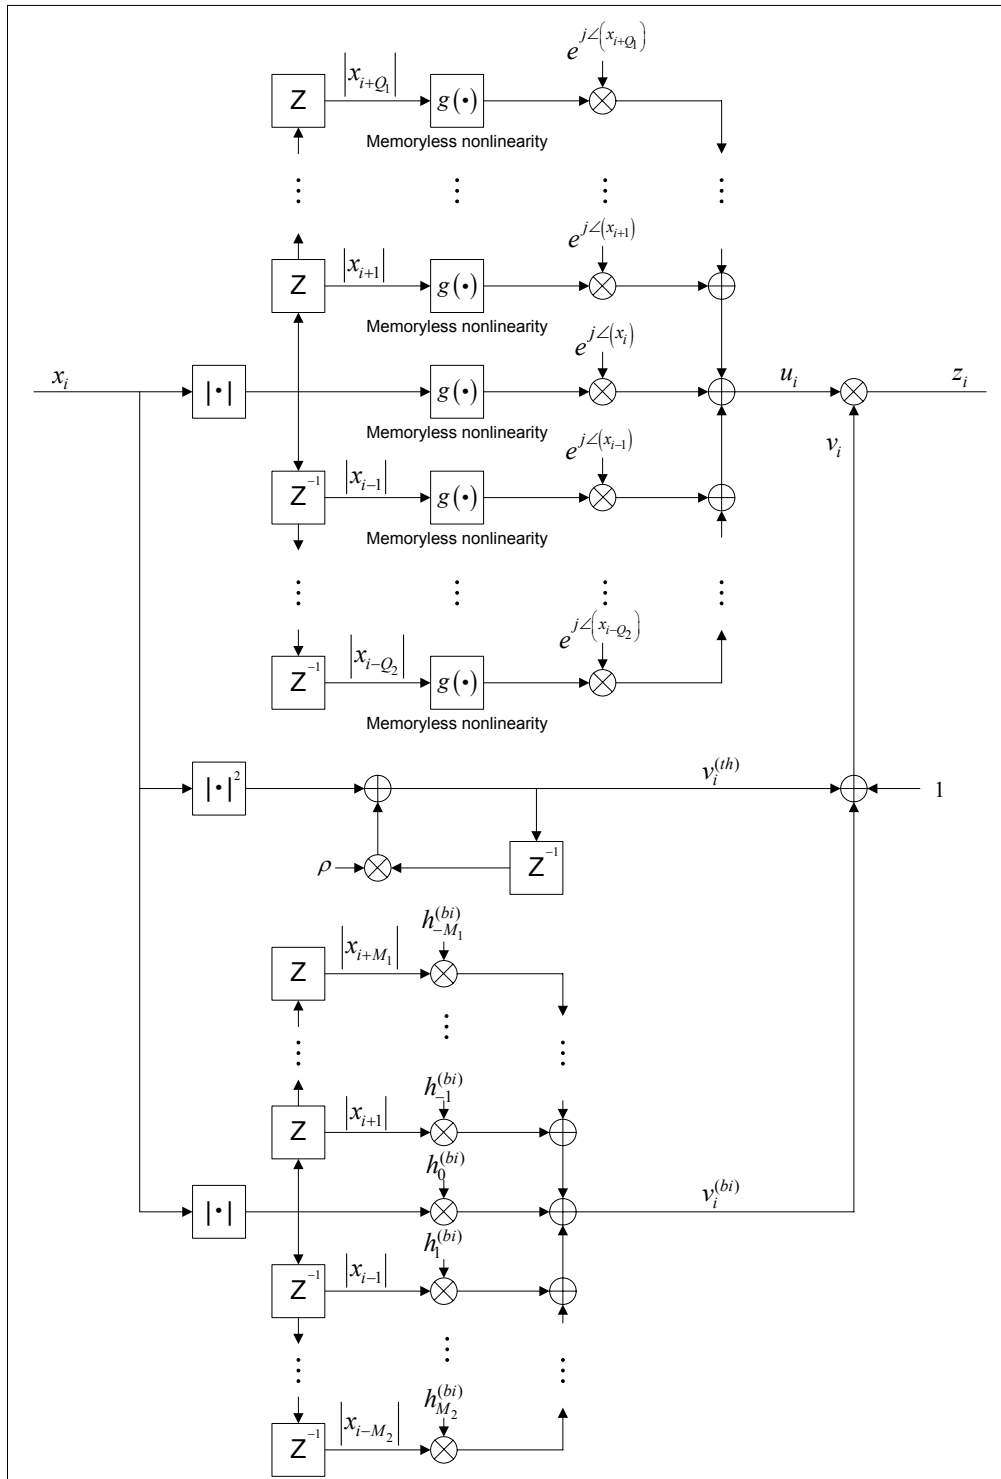 e^{j∠(x_{i+Q_1})}
Z |x_{i+Q_1}| g(•)
Memoryless nonlinearity
e^{j∠(x_{i+1})}
Z |x_{i+1}| g(•)
Memoryless nonlinearity
e^{j∠(x_i)}
x_i |•| g(•) u_i z_i
Memoryless nonlinearity
v_i
e^{j∠(x_{i-1})}
Z^{-1} |x_{i-1}| g(•)
Memoryless nonlinearity
e^{j∠(x_{i-Q_2})}
Z^{-1} |x_{i-Q_2}| g(•)
Memoryless nonlinearity
|•|^2 v_i^{(th)} 1
ρ Z^{-1}
h_{-M_1}^{(bi)}
Z |x_{i+M_1}|
h_{-1}^{(bi)}
Z |x_{i+1}|
h_0^{(bi)}
|•| v_i^{(bi)}
h_1^{(bi)}
Z^{-1} |x_{i-1}|
h_{M_2}^{(bi)}
Z^{-1} |x_{i-M_2}|